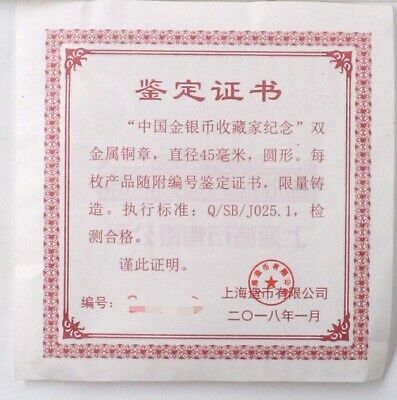 鉴定证书
“中国金银币收藏家纪念”双
金属铜章，直径45毫米，圆形。每
枚产品随附编号鉴定证书，限量铸
造。执行标准：Q/SB/J025.1，检
测合格。
谨此证明。
编号：
上海造币有限公司
二〇一八年一月